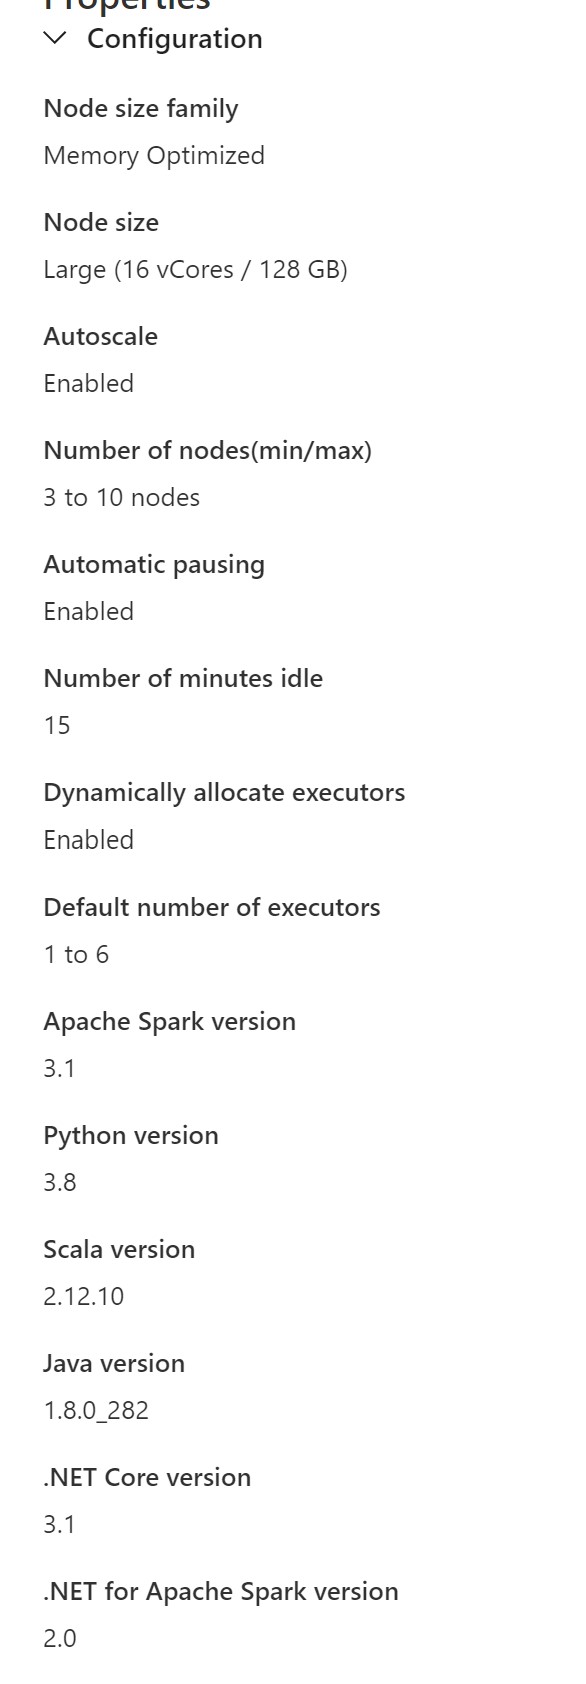 Properties
Configuration
Node size family
Memory Optimized
Node size
Large (16 vCores / 128 GB)
Autoscale
Enabled
Number of nodes(min/max)
3 to 10 nodes
Automatic pausing
Enabled
Number of minutes idle
15
Dynamically allocate executors
Enabled
Default number of executors
1 to 6
Apache Spark version
3.1
Python version
3.8
Scala version
2.12.10
Java version
1.8.0_282
.NET Core version
3.1
.NET for Apache Spark version
2.0